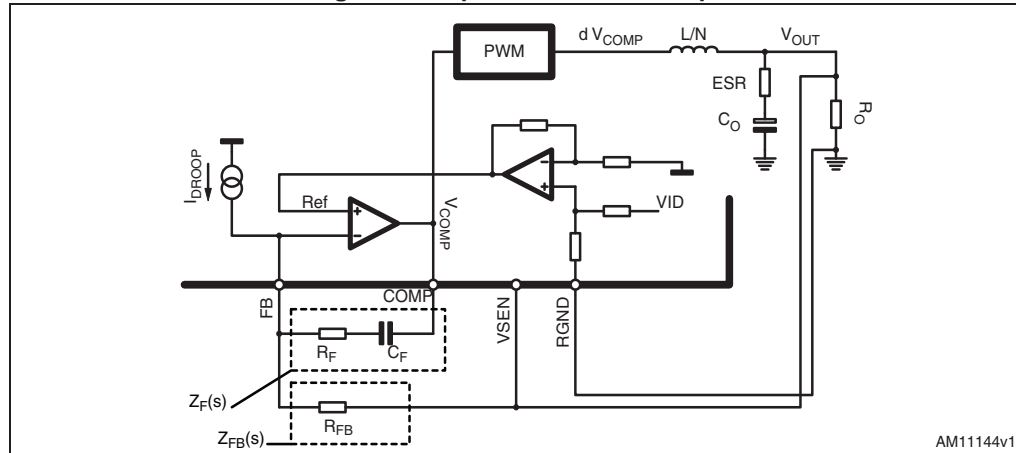 PWM
d V_COMP
L/N
V_OUT
ESR
C_O
R_O
I_DROOP
Ref
V_COMP
VID
FB
COMP
VSEN
RGND
R_F
C_F
Z_F(s)
R_FB
Z_FB(s)
AM11144v1